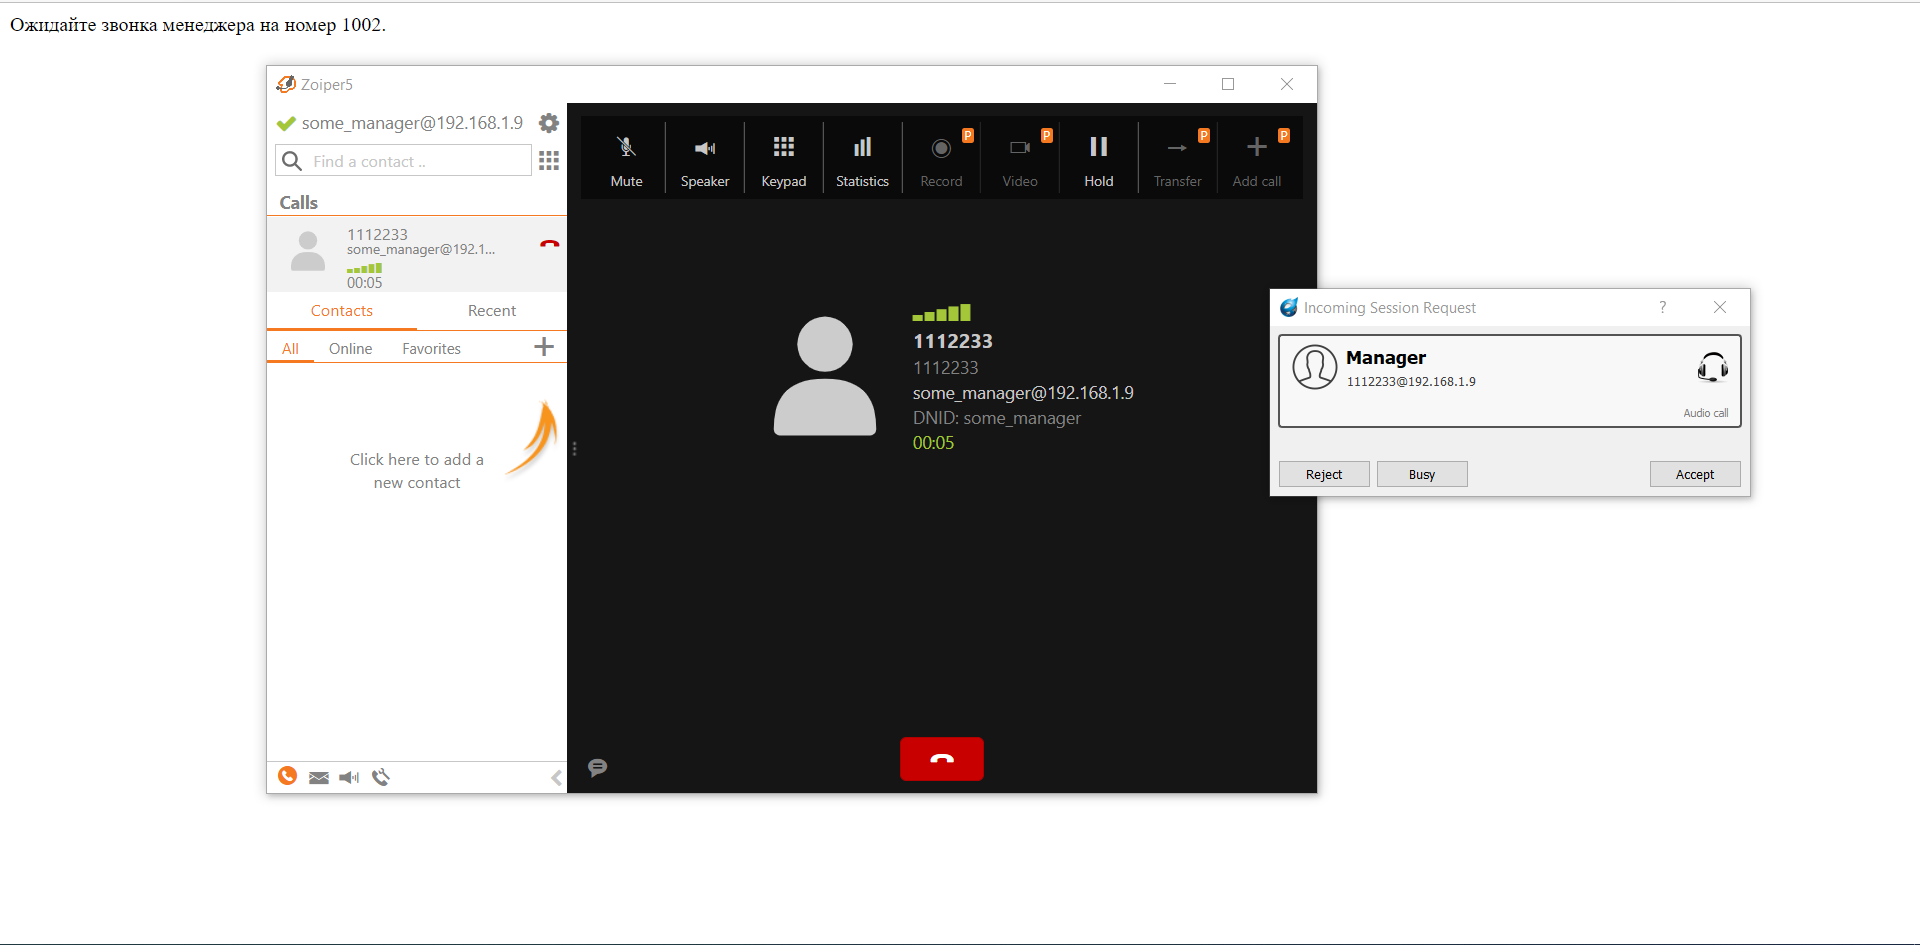 Ожидайте звонка менеджера на номер 1002.
Zoiper5
some_manager@192.168.1.9
Find a contact ..
Calls
1112233
some_manager@192.1...
00:05
Contacts
Recent
All
Online
Favorites
Click here to add a
new contact
Mute
Speaker
Keypad
Statistics
P
Record
P
Video
Hold
P
Transfer
P
Add call
1112233
1112233
some_manager@192.168.1.9
DNID: some_manager
00:05
Incoming Session Request
?
Manager
1112233@192.168.1.9
Audio call
Reject
Busy
Accept